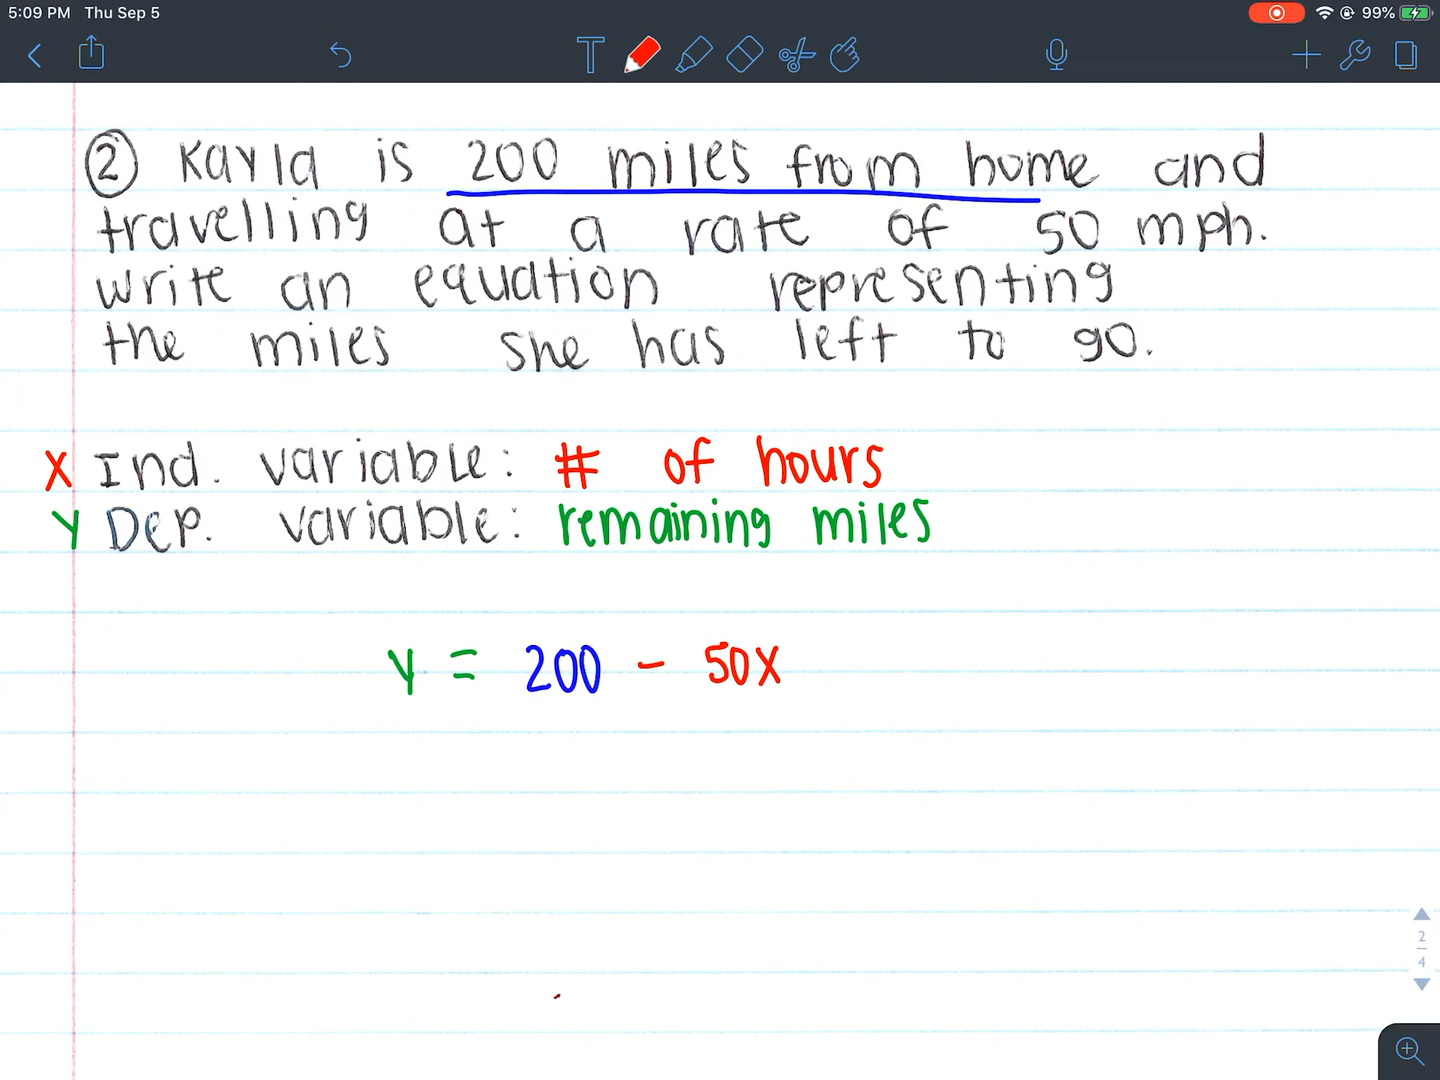 5:09 PM Thu Sep 5 99%
② Kayla is 200 miles from home and
travelling at a rate of 50 mph.
write an equation representing
the miles she has left to go.
X Ind. variable: # of hours
Y Dep. variable: remaining miles
y = 200 - 50x
2
4